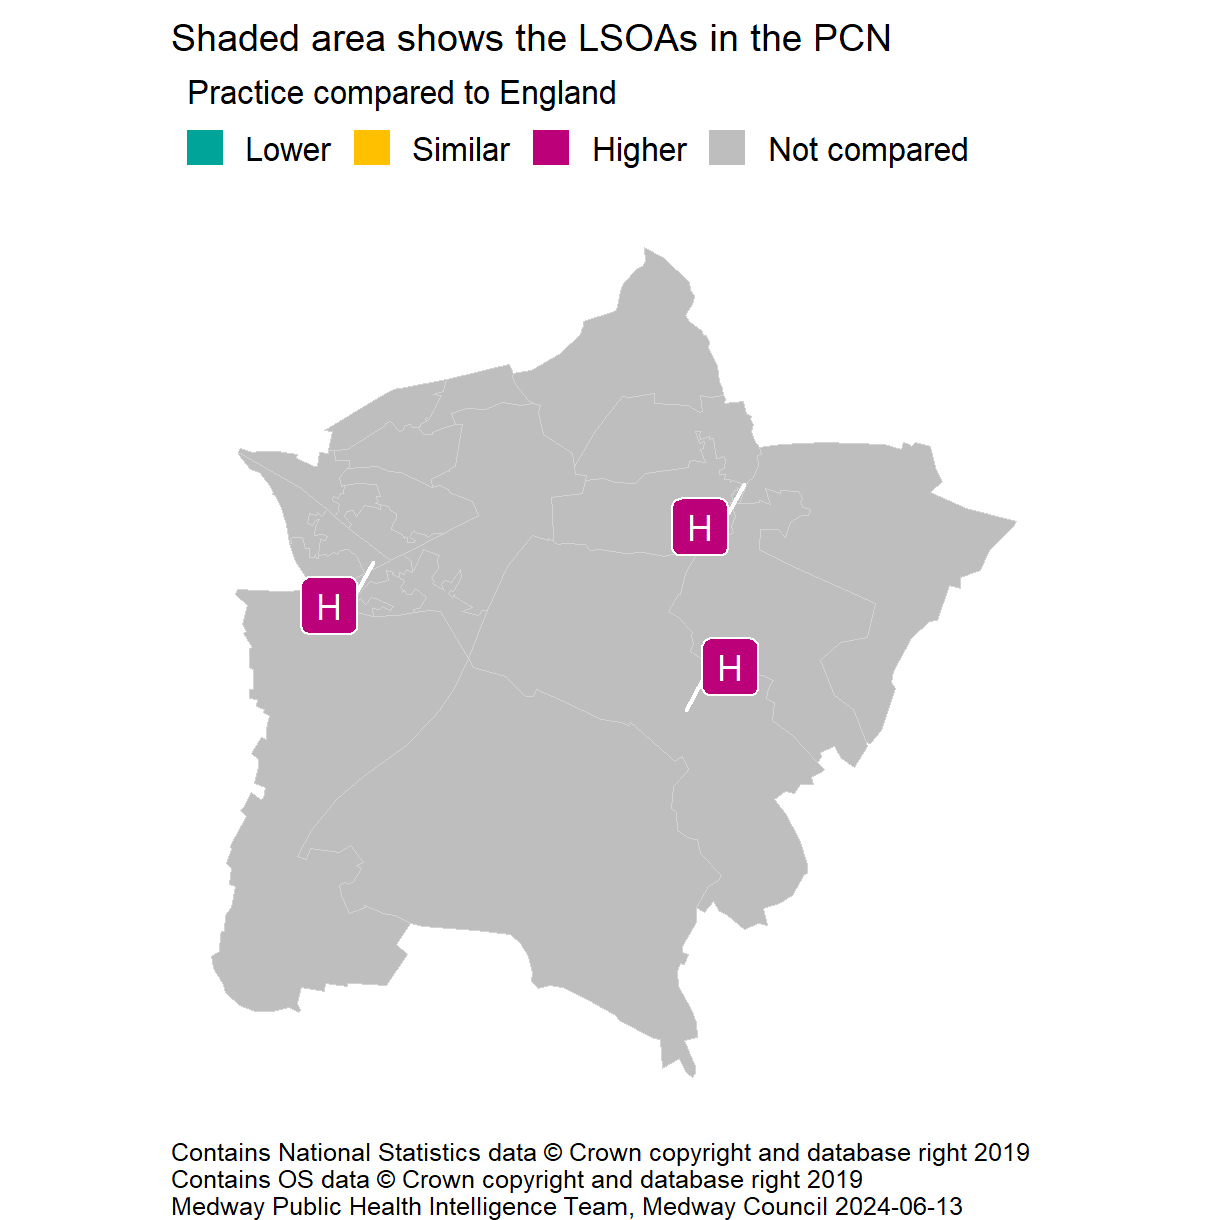 Shaded area shows the LSOAs in the PCN
Practice compared to England
Lower Similar Higher Not compared
H
H
H
Contains National Statistics data © Crown copyright and database right 2019
Contains OS data © Crown copyright and database right 2019
Medway Public Health Intelligence Team, Medway Council 2024-06-13